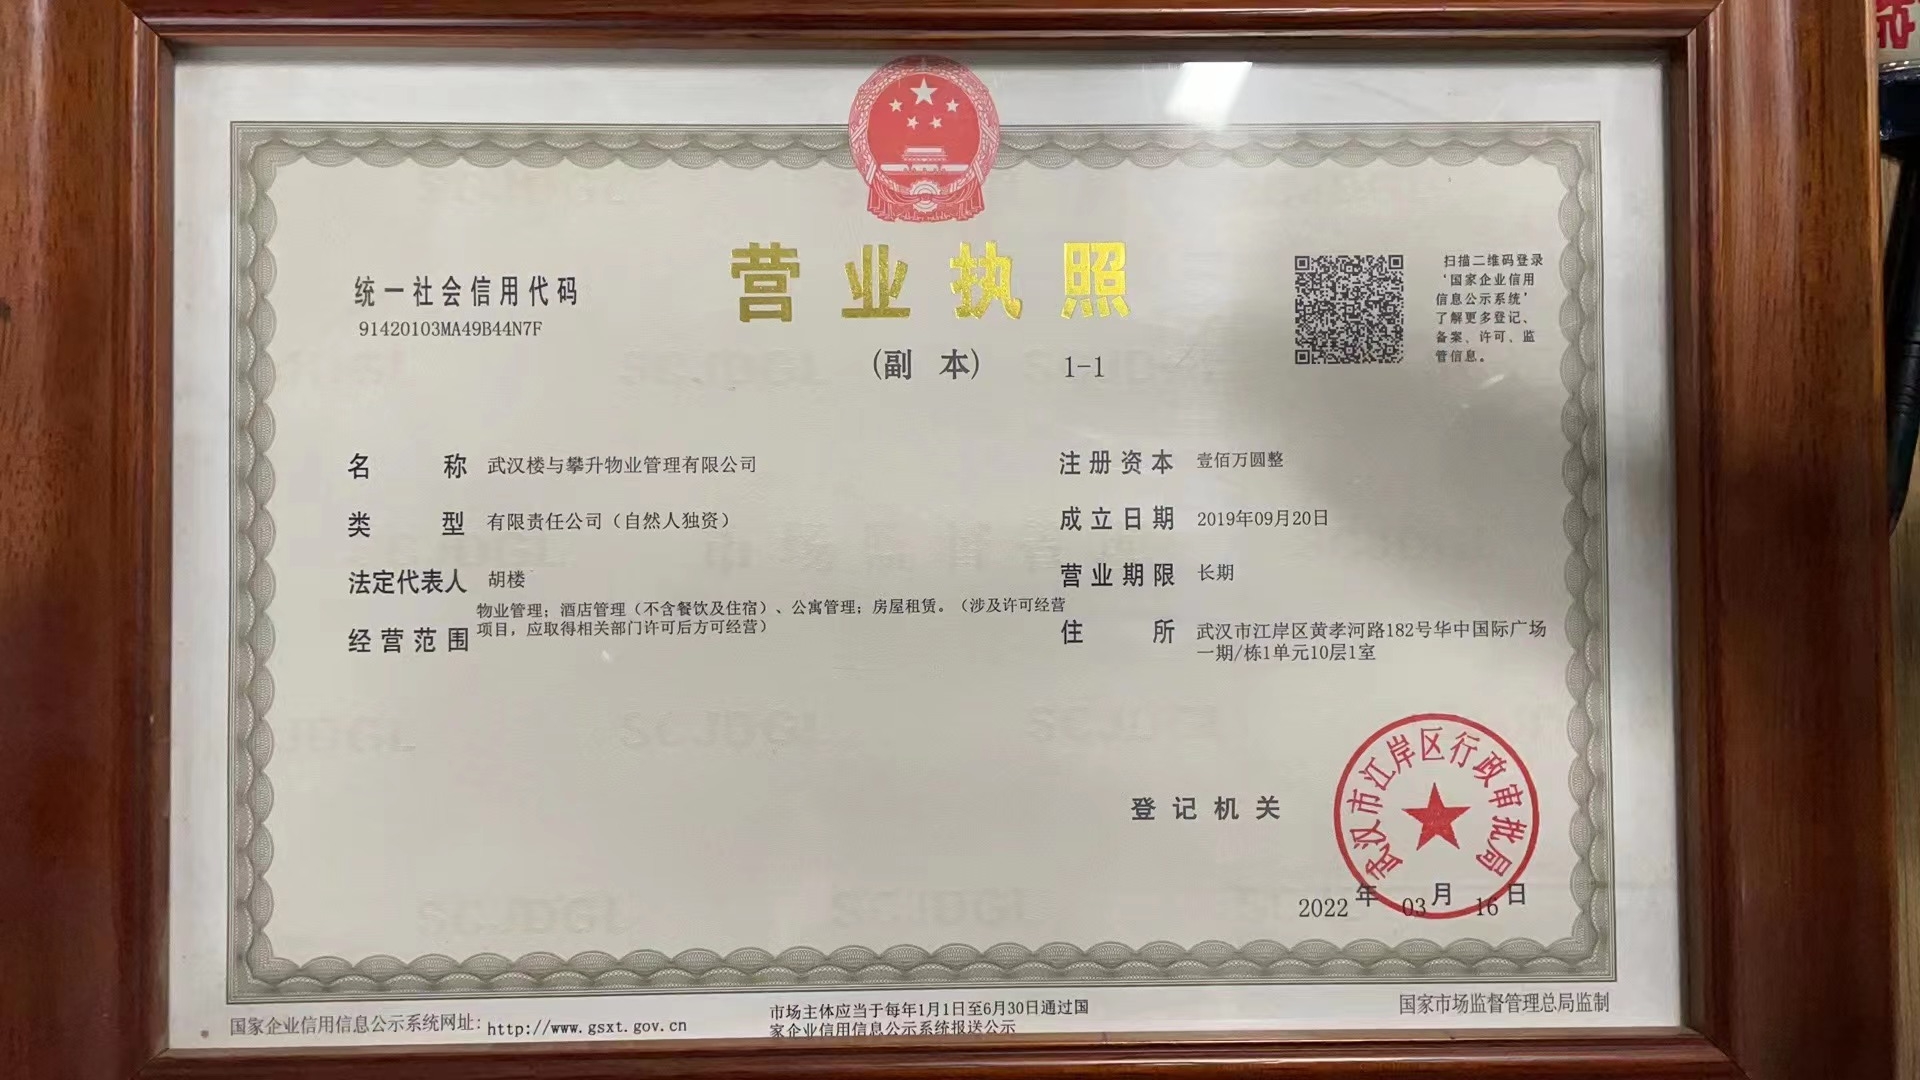 营业执照
(副 本) 1-1
统一社会信用代码
91420103MA49B44N7F
扫描二维码登录
'国家企业信用
信息公示系统'
了解更多登记、
备案、许可、监
管信息。
名 称 武汉楼与攀升物业管理有限公司
类 型 有限责任公司（自然人独资）
法定代表人 胡楼
经营范围 物业管理；酒店管理（不含餐饮及住宿）、公寓管理；房屋租赁。（涉及许可经营
项目，应取得相关部门许可后方可经营）
注册资本 壹佰万圆整
成立日期 2019年09月20日
营业期限 长期
住 所 武汉市江岸区黄孝河路182号华中国际广场
一期/栋1单元10层1室
登记机关
武汉市江岸区行政审批局
2022年03月16日
国家企业信用信息公示系统网址：http://www.gsxt.gov.cn
市场主体应当于每年1月1日至6月30日通过国
家企业信用信息公示系统报送公示
国家市场监督管理总局监制